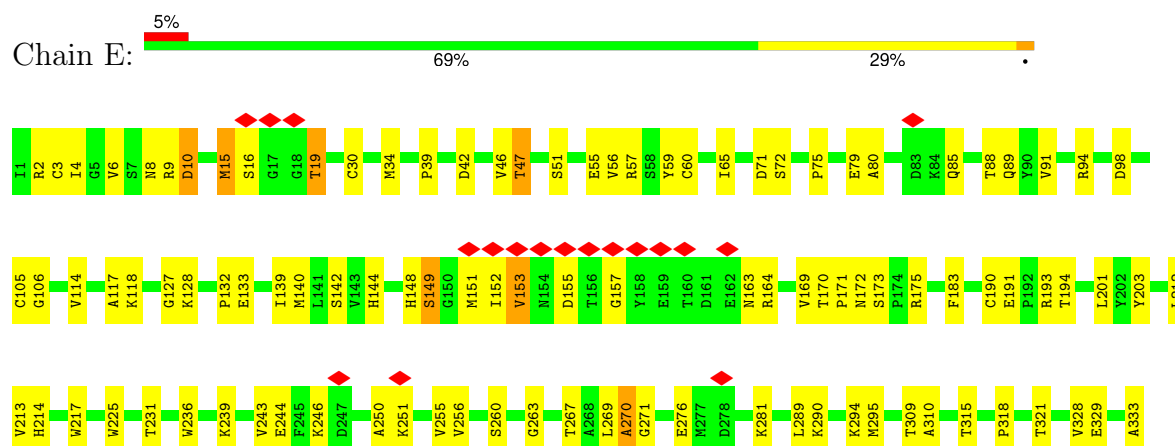 5%
Chain E:
69% 29% •
I1 R2 C3 I4 G5 V6 S7 N8 R9 D10 M15 S16 G17 G18 T19 C30 M34 P39 D42 V46 T47 S51 E55 V56 R57 S58 Y59 C60 I65 D71 S72 P75 E79 A80 D83 K84 Q85 T88 Q89 Y90 V91 R94 D98
C105 G106 V114 A117 K118 G127 K128 P132 E133 I139 M140 L141 S142 V143 H144 H148 S149 G150 M151 I152 V153 N154 D155 T156 G157 Y158 E159 T160 D161 E162 N163 R164 V169 T170 P171 N172 S173 P174 R175 F183 C190 E191 P192 R193 T194 L201 Y202 Y203
V213 H214 W217 W225 T231 W236 K239 V243 E244 F245 K246 D247 A250 K251 V255 V256 S260 G263 T267 A268 L269 A270 G271 E276 M277 D278 K281 L289 K290 K294 M295 T309 A310 T315 P318 T321 V328 E329 A333